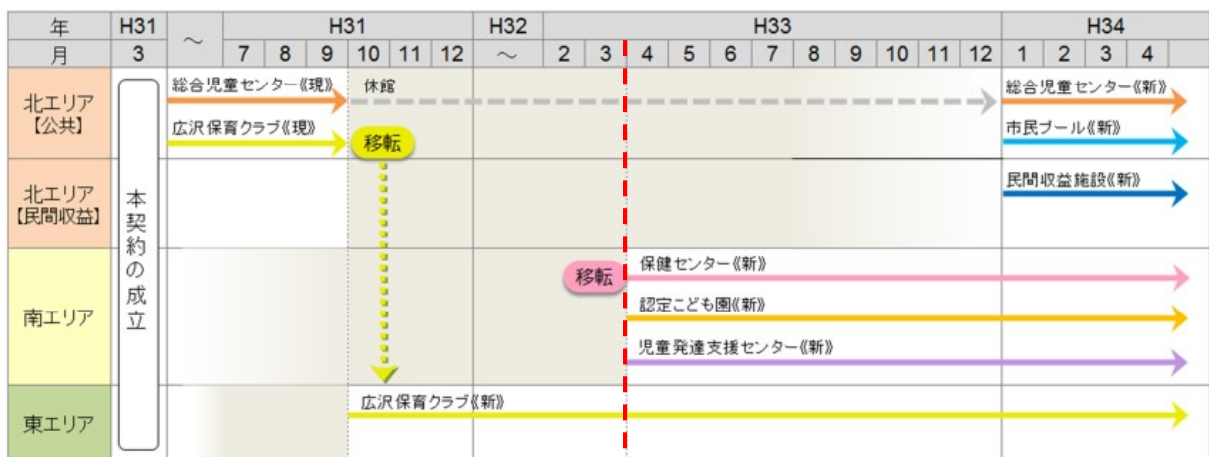 年 H31 ～ H31 H32 H33 H34
月 3 7 8 9 10 11 12 ～ 2 3 4 5 6 7 8 9 10 11 12 1 2 3 4
北エリア
【公共】
総合児童センター《現》 休館 総合児童センター《新》
広沢保育クラブ《現》 移転 市民プール《新》
北エリア
【民間収益】
民間収益施設《新》
本契約の成立
南エリア
移転 保健センター《新》
認定こども園《新》
児童発達支援センター《新》
東エリア
広沢保育クラブ《新》